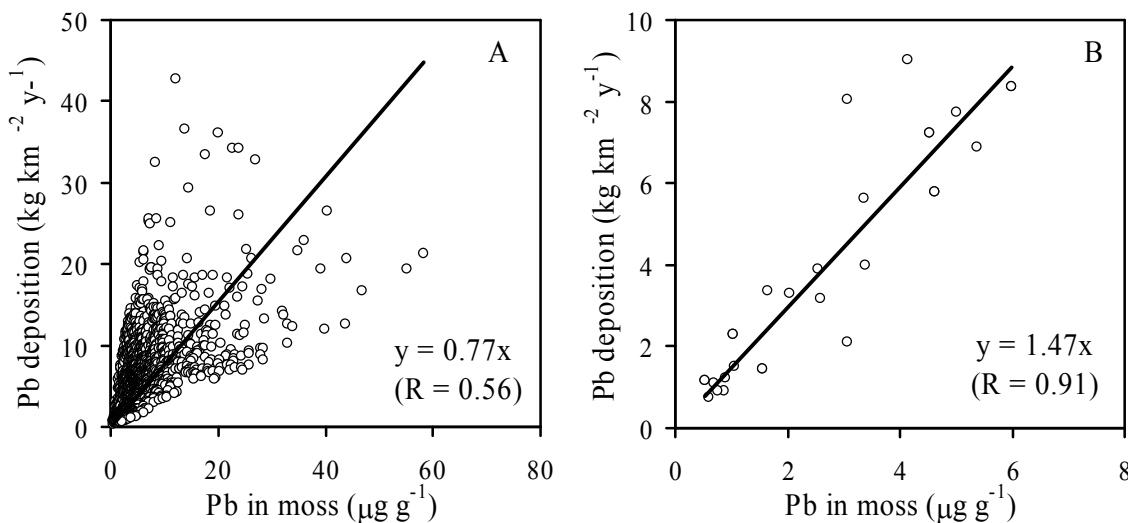 A
Pb deposition (kg km ⁻² y-¹)
50
40
30
20
10
0
y = 0.77x
(R = 0.56)
0 20 40 60 80
Pb in moss (µg g⁻¹)
B
Pb deposition (kg km ⁻² y⁻¹)
10
8
6
4
2
0
y = 1.47x
(R = 0.91)
0 2 4 6 8
Pb in moss (µg g⁻¹)